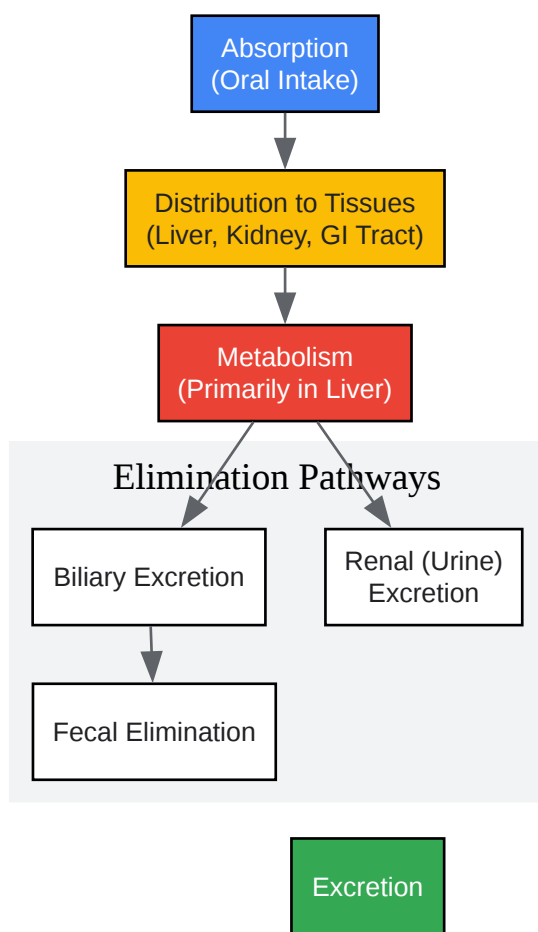 Absorption
(Oral Intake)
Distribution to Tissues
(Liver, Kidney, GI Tract)
Metabolism
(Primarily in Liver)
Elimination Pathways
Biliary Excretion
Renal (Urine)
Excretion
Fecal Elimination
Excretion